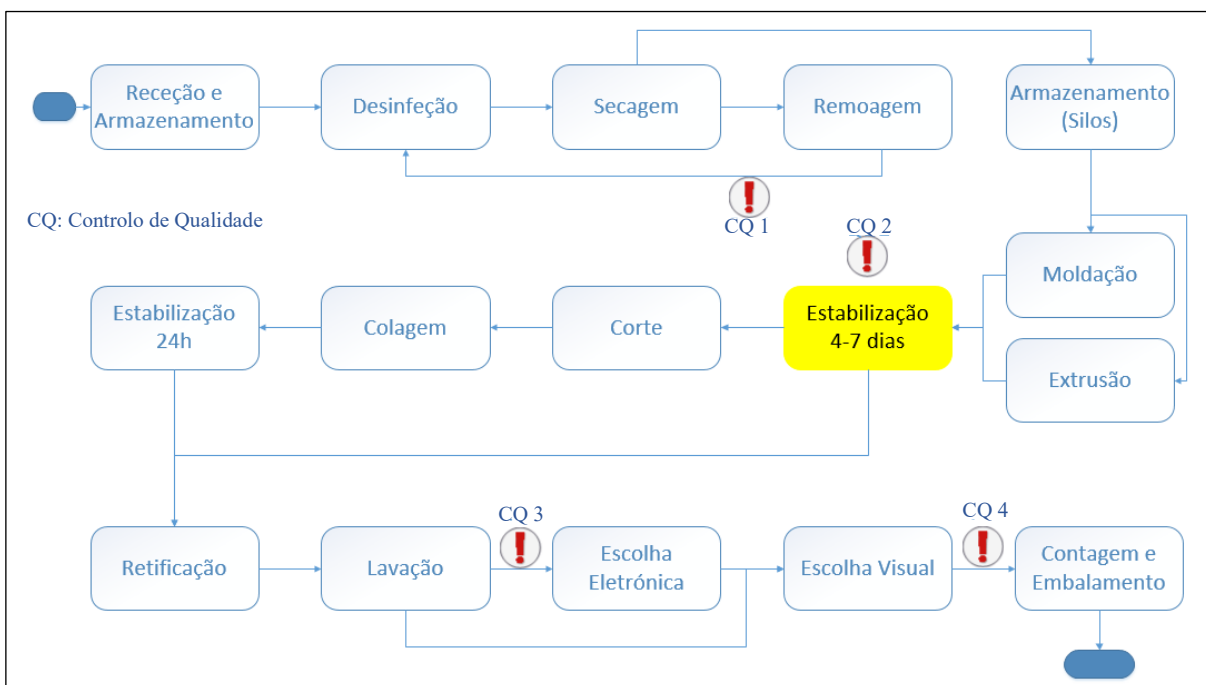 Receção e
Armazenamento
Desinfeção
Secagem
Remoagem
Armazenamento
(Silos)
CQ 1
CQ: Controlo de Qualidade
CQ 2
Moldação
Extrusão
Estabilização
4-7 dias
Corte
Colagem
Estabilização
24h
Retificação
Lavação
CQ 3
Escolha
Eletrónica
Escolha Visual
CQ 4
Contagem e
Embalamento